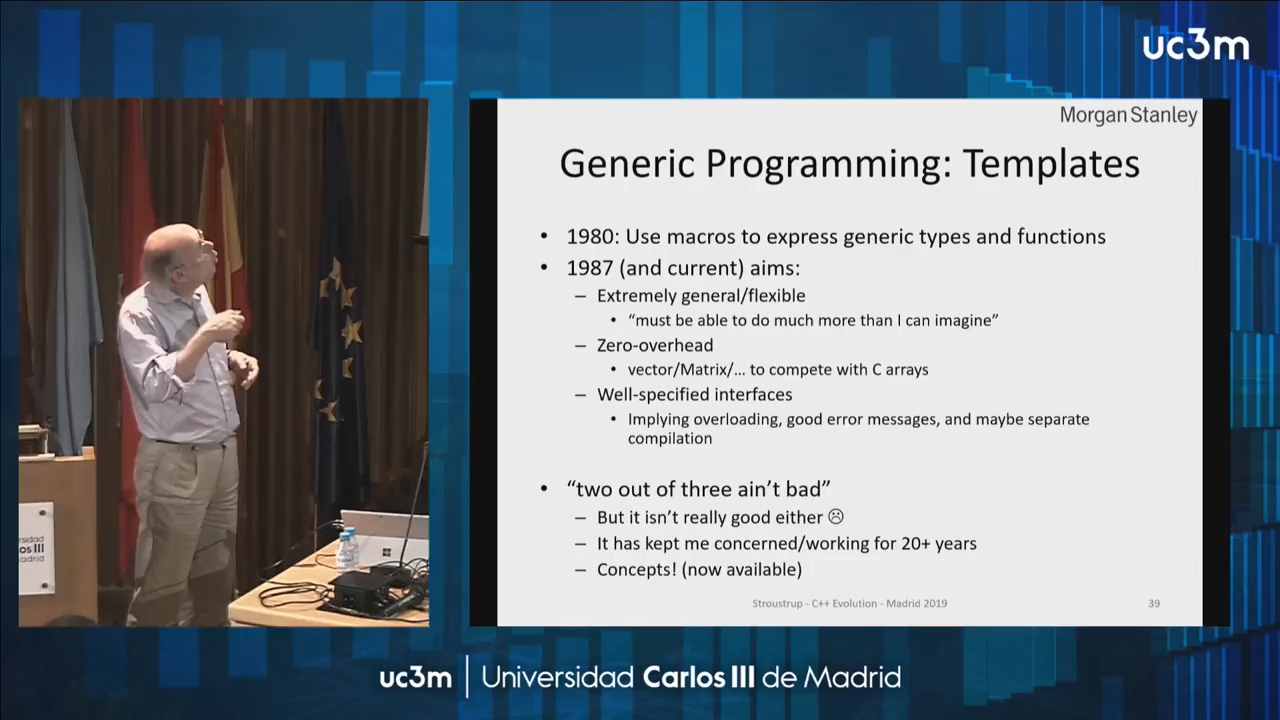 uc3m
Morgan Stanley
Generic Programming: Templates
• 1980: Use macros to express generic types and functions
• 1987 (and current) aims:
– Extremely general/flexible
• “must be able to do much more than I can imagine”
– Zero-overhead
• vector/Matrix/… to compete with C arrays
– Well-specified interfaces
• Implying overloading, good error messages, and maybe separate
compilation
• “two out of three ain’t bad”
– But it isn’t really good either ☹
– It has kept me concerned/working for 20+ years
– Concepts! (now available)
Stroustrup - C++ Evolution - Madrid 2019
39
rsidad
os III
adrid
uc3m | Universidad Carlos III de Madrid